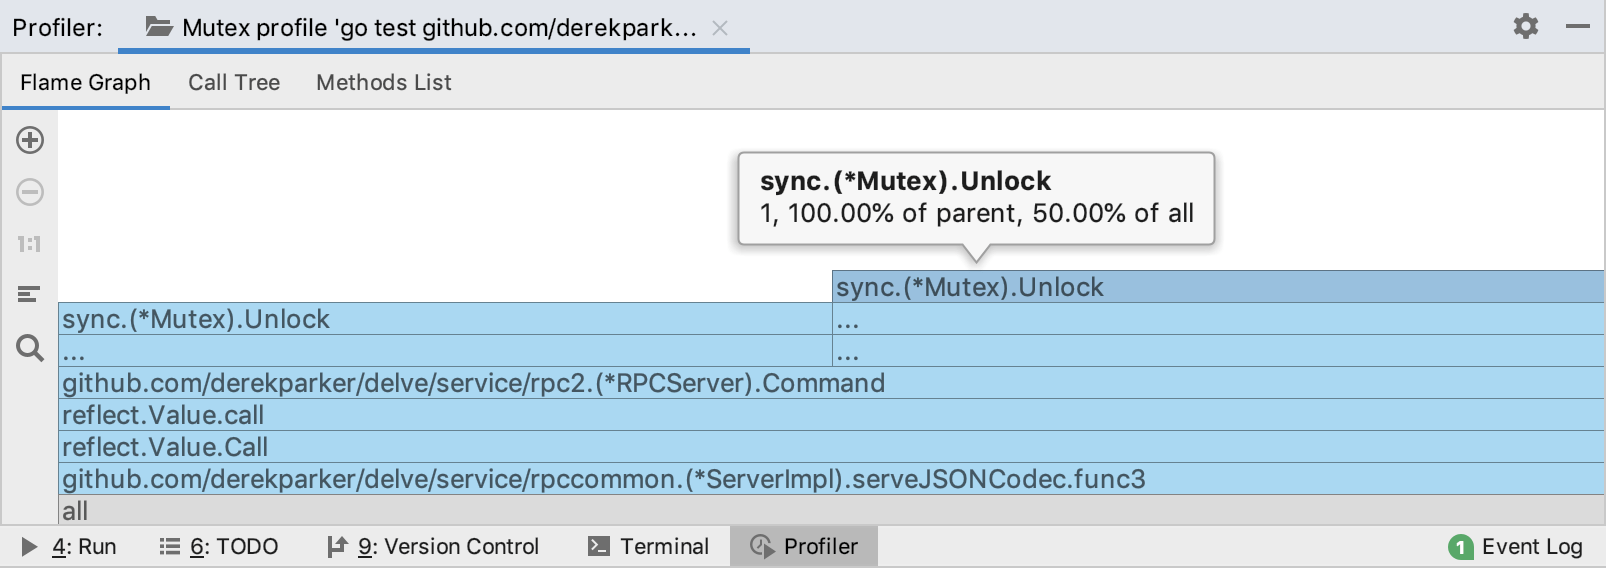 Profiler: Mutex profile 'go test github.com/derekpark...
Flame Graph Call Tree Methods List
1:1
sync.(*Mutex).Unlock
1, 100.00% of parent, 50.00% of all
sync.(*Mutex).Unlock
sync.(*Mutex).Unlock ...
... ...
github.com/derekparker/delve/service/rpc2.(*RPCServer).Command
reflect.Value.call
reflect.Value.Call
github.com/derekparker/delve/service/rpccommon.(*ServerImpl).serveJSONCodec.func3
all
4: Run 6: TODO 9: Version Control Terminal Profiler 1 Event Log